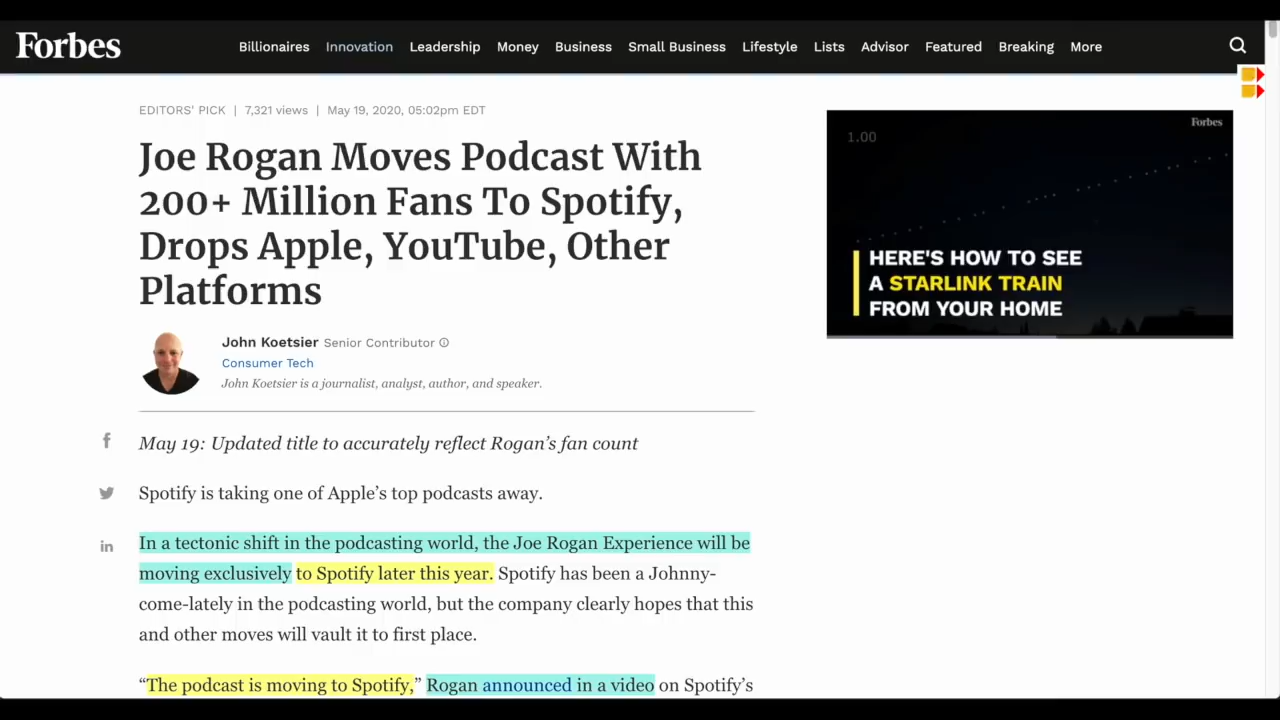 Forbes
Billionaires Innovation Leadership Money Business Small Business Lifestyle Lists Advisor Featured Breaking More
EDITORS' PICK | 7,321 views | May 19, 2020, 05:02pm EDT
Joe Rogan Moves Podcast With
200+ Million Fans To Spotify,
Drops Apple, YouTube, Other
Platforms
John Koetsier Senior Contributor
Consumer Tech
John Koetsier is a journalist, analyst, author, and speaker.
May 19: Updated title to accurately reflect Rogan's fan count
Spotify is taking one of Apple's top podcasts away.
in
In a tectonic shift in the podcasting world, the Joe Rogan Experience will be
moving exclusively to Spotify later this year. Spotify has been a Johnny-
come-lately in the podcasting world, but the company clearly hopes that this
and other moves will vault it to first place.
“The podcast is moving to Spotify,” Rogan announced in a video on Spotify's
1.00
Forbes
HERE'S HOW TO SEE
A STARLINK TRAIN
FROM YOUR HOME